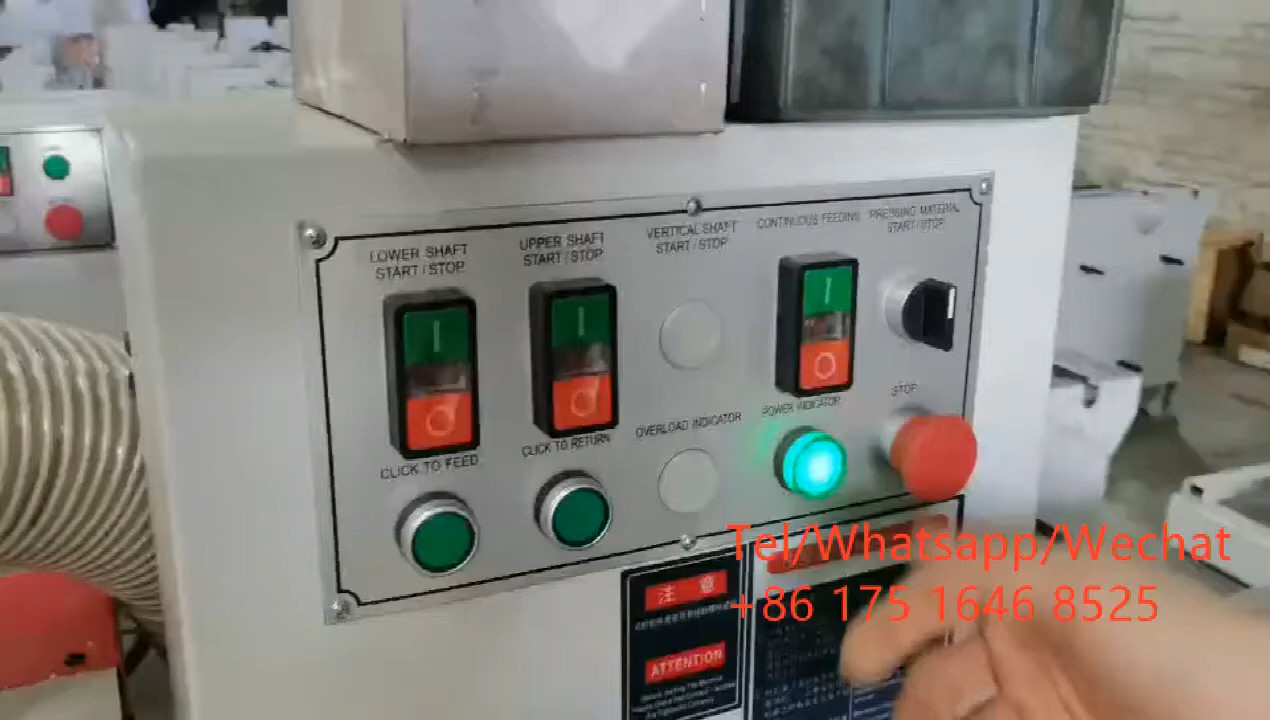 LOWER SHAFT
START / STOP
UPPER SHAFT
START / STOP
VERTICAL SHAFT
START / STOP
CONTINUOUS FEEDING
PRESSING MATERIAL
START / STOP
CLICK TO FEED
CLICK TO RETURN
OVERLOAD INDICATOR
POWER INDICATOR
STOP
Tel/Whatsapp/Wechat
+86 175 1646 8525
注 意
ATTENTION